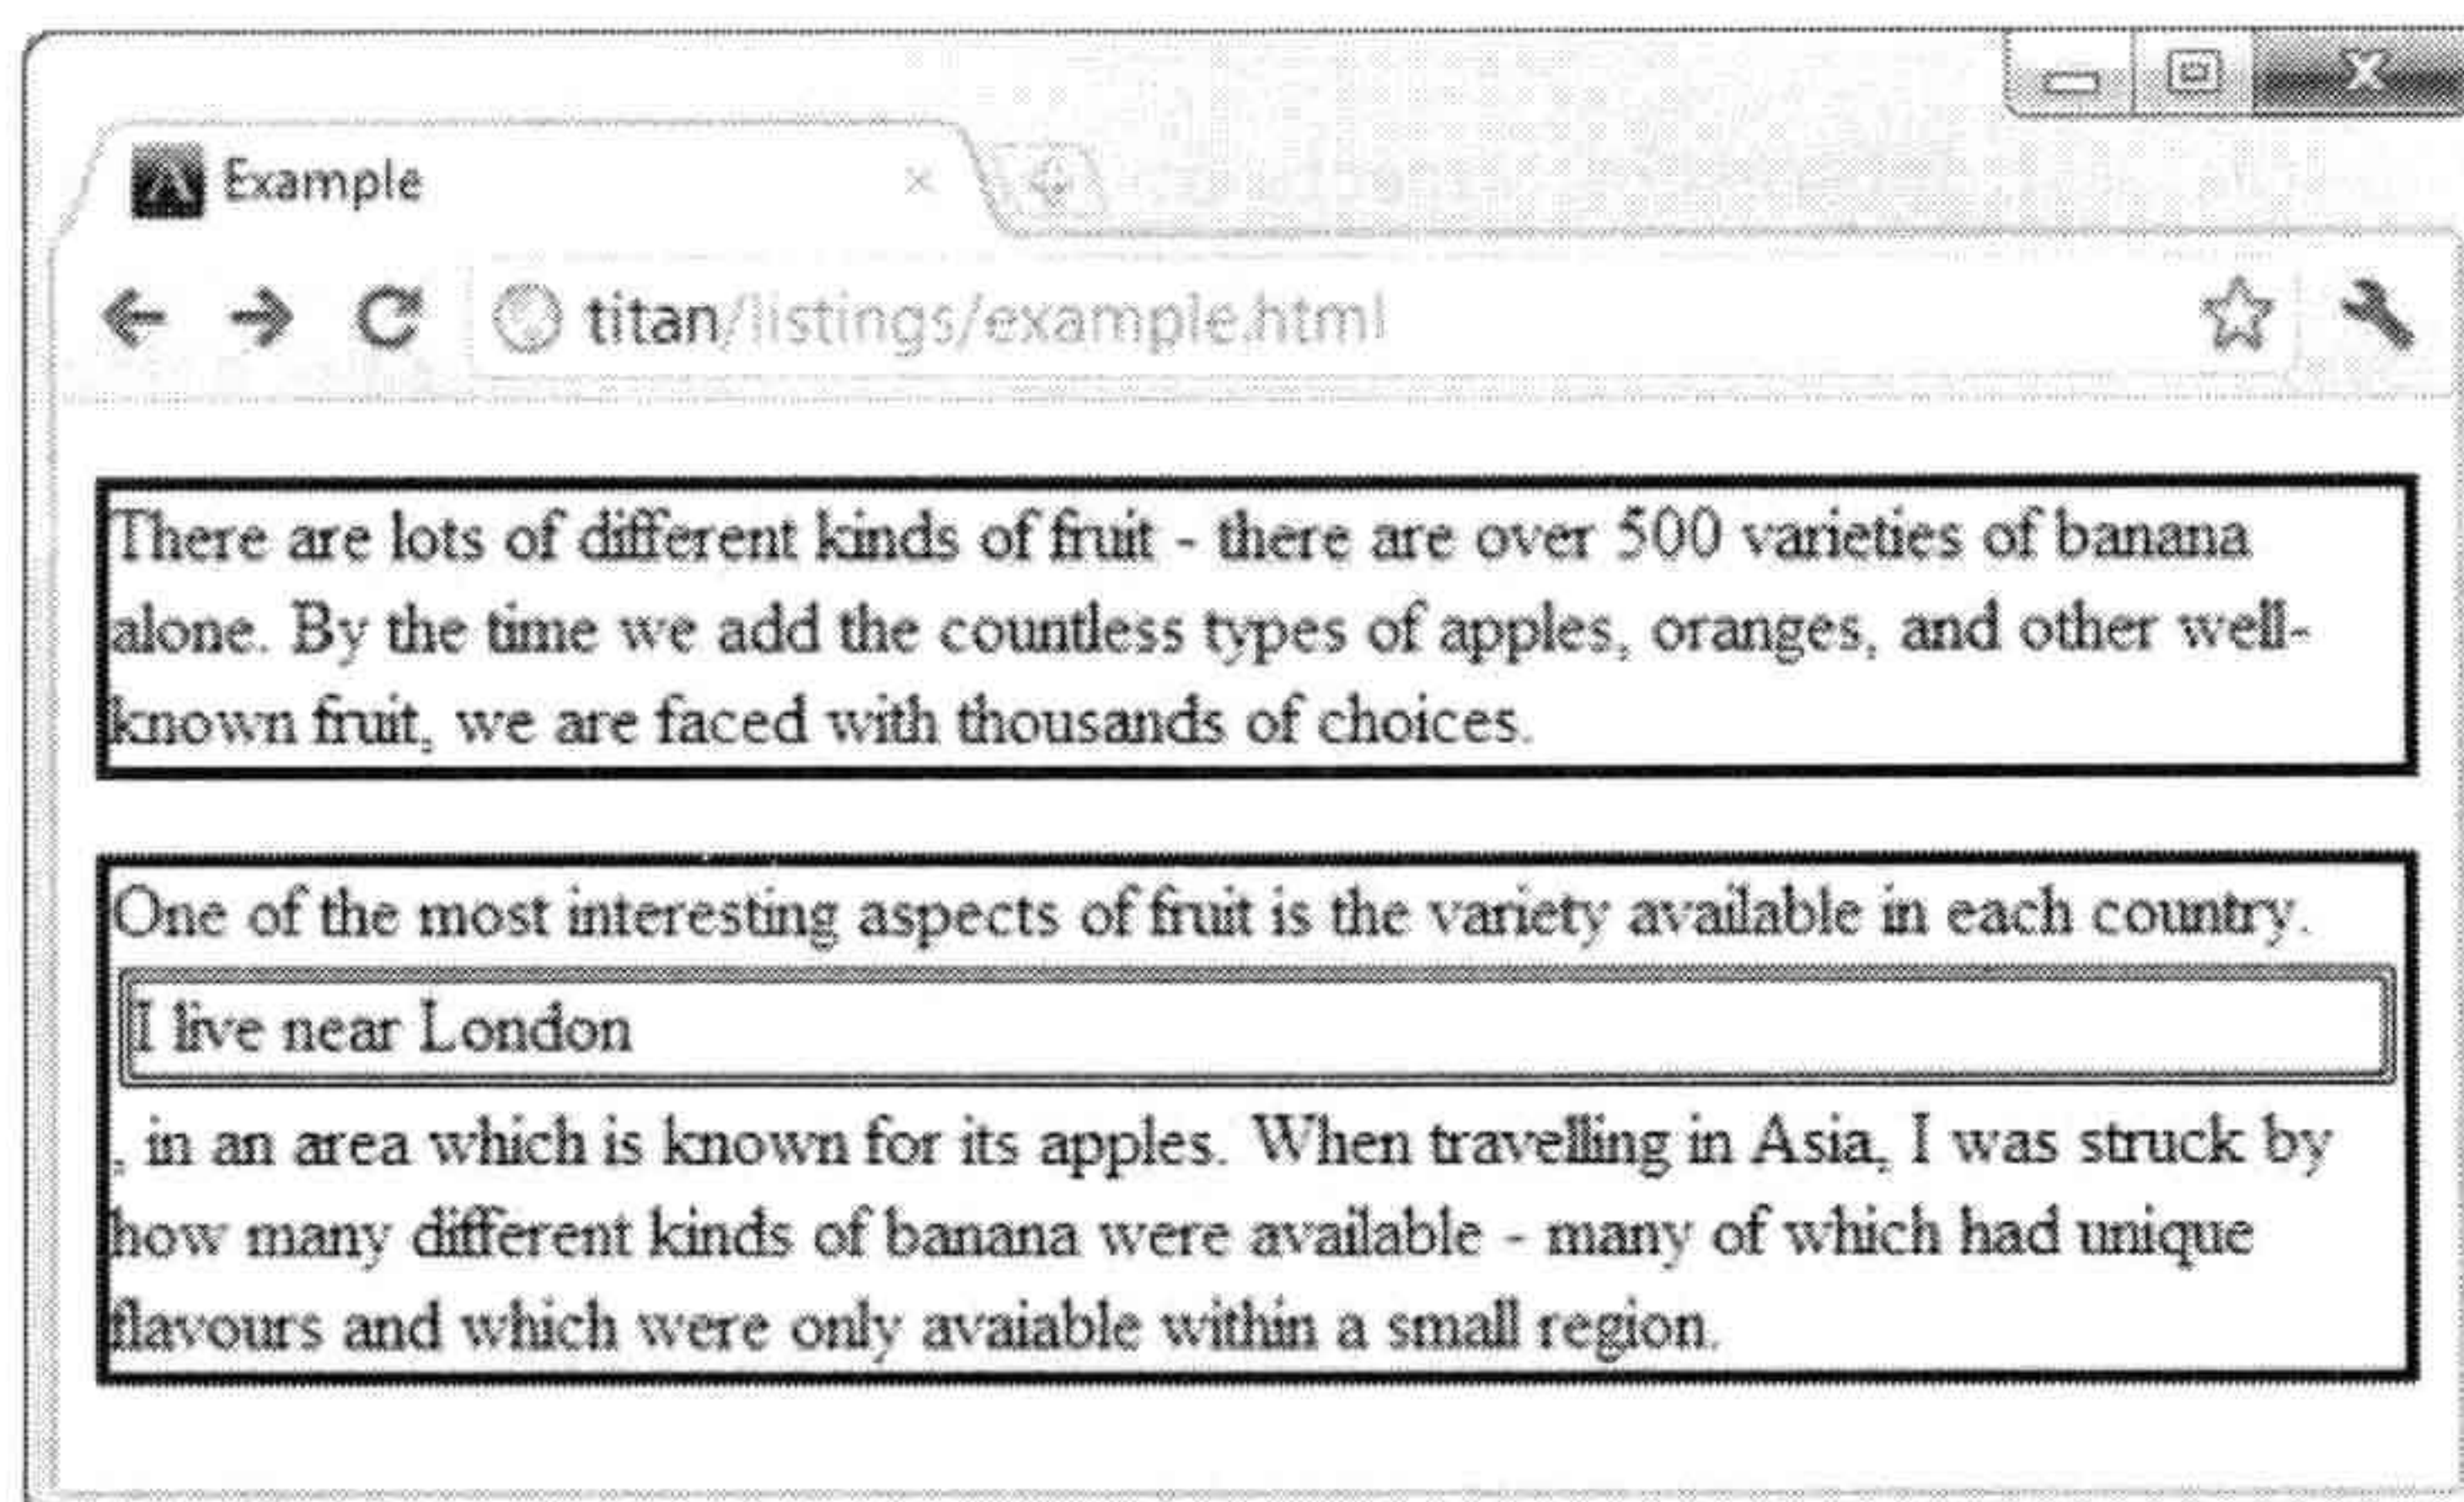 Example
titan/listings/example.html
There are lots of different kinds of fruit - there are over 500 varieties of banana
alone. By the time we add the countless types of apples, oranges, and other well-
known fruit, we are faced with thousands of choices.
One of the most interesting aspects of fruit is the variety available in each country.
I live near London
, in an area which is known for its apples. When travelling in Asia, I was struck by
how many different kinds of banana were available - many of which had unique
flavours and which were only avaiable within a small region.